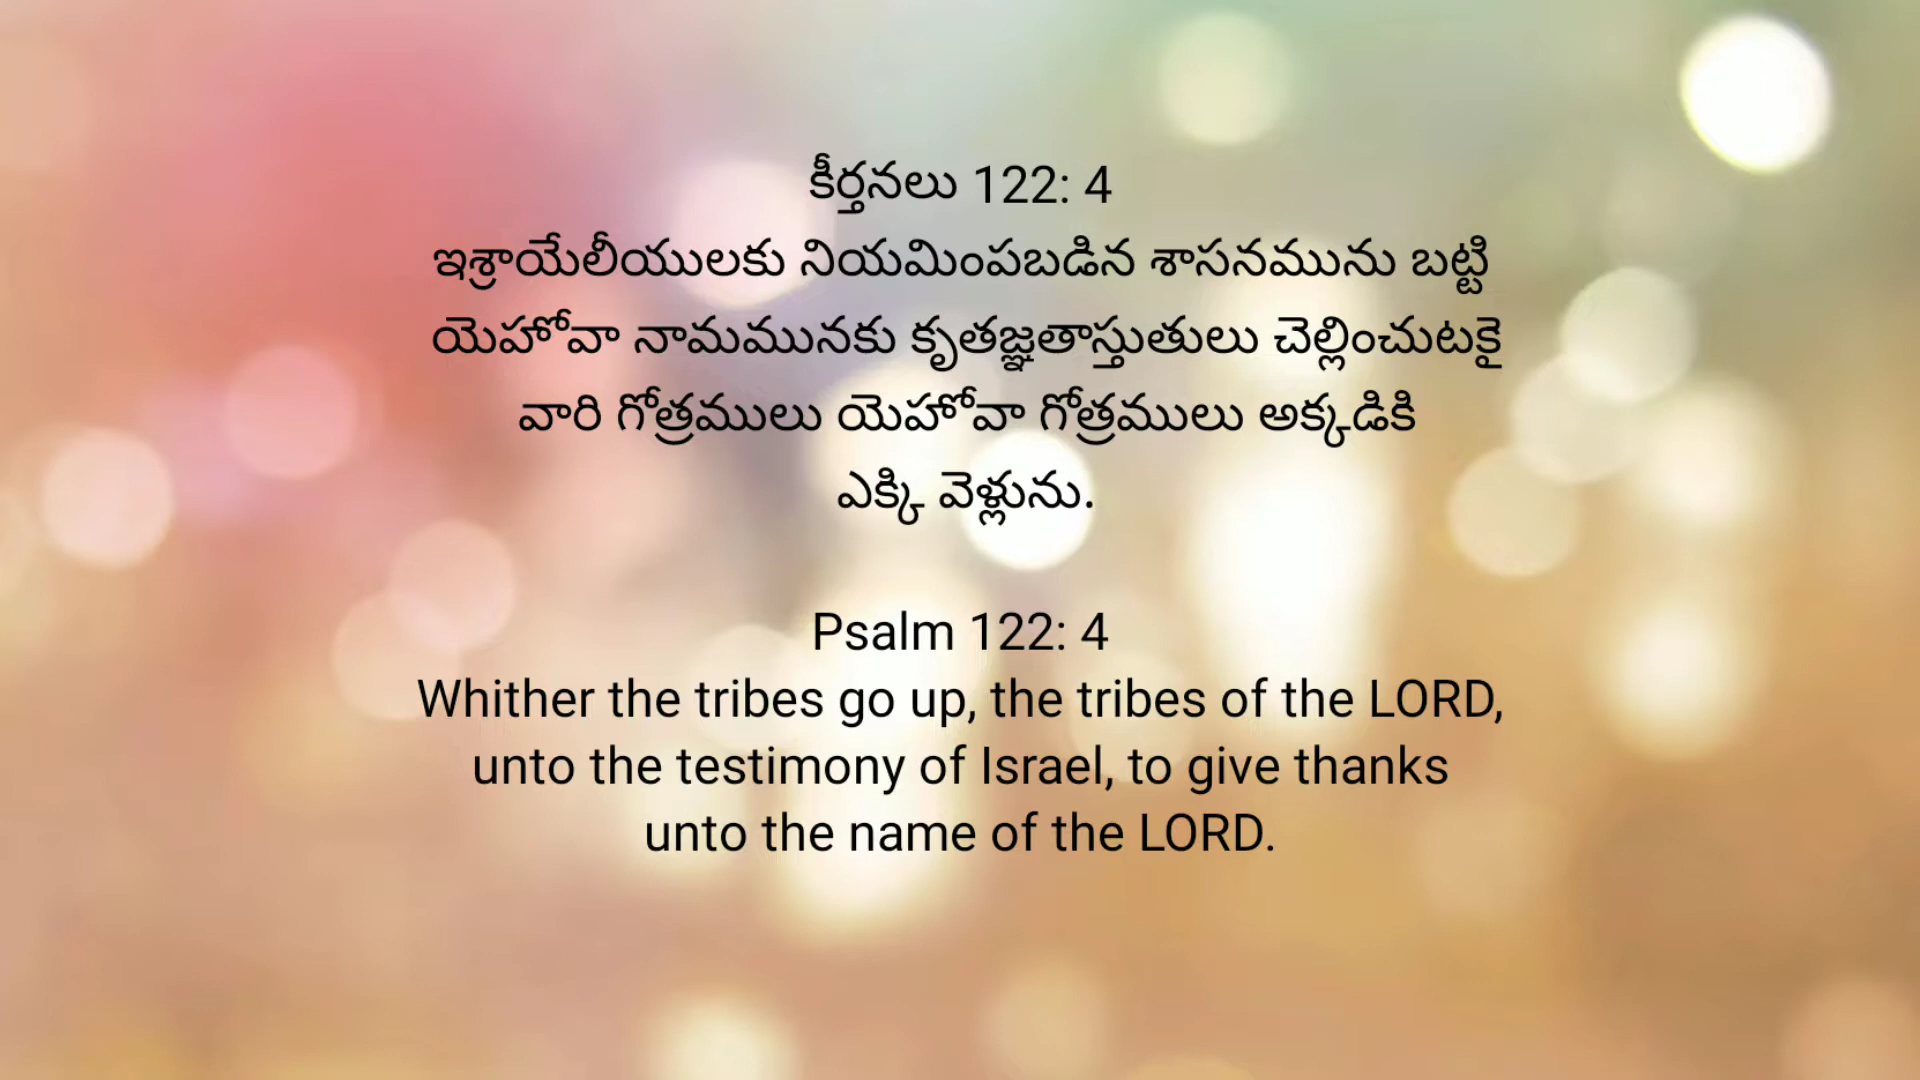 కీర్తనలు 122: 4
ఇశ్రాయేలీయులకు నియమింపబడిన శాసనమును బట్టి
యెహోవా నామమునకు కృతజ్ఞతాస్తుతులు చెల్లించుటకై
వారి గోత్రములు యెహోవా గోత్రములు అక్కడికి
ఎక్కి వెళ్లును.
Psalm 122: 4
Whither the tribes go up, the tribes of the LORD,
unto the testimony of Israel, to give thanks
unto the name of the LORD.